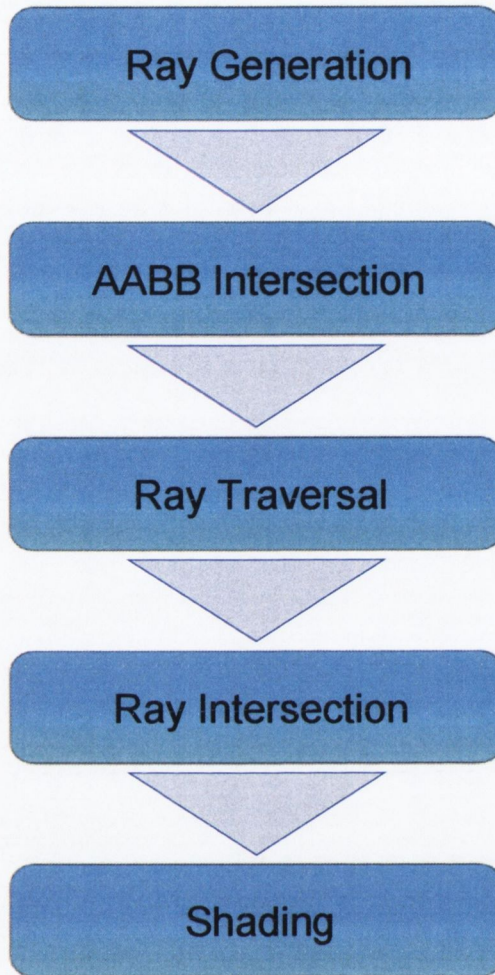 Ray Generation
AABB Intersection
Ray Traversal
Ray Intersection
Shading